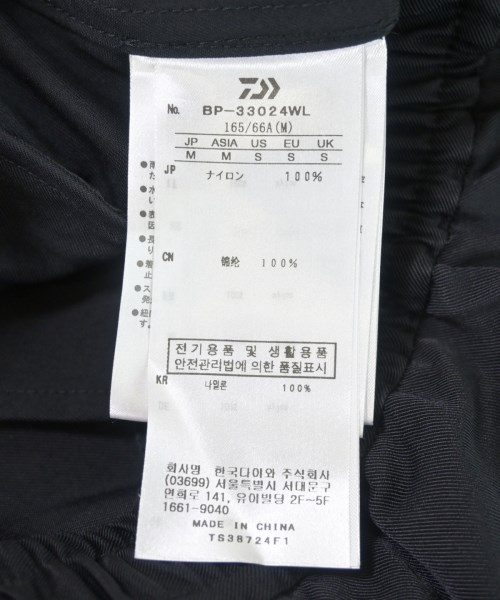 No. BP-33024WL
165/66A(M)
JP ASIA US EU UK
M M S S S
JP ナイロン 100%
CN 锦纶 100%
전기용품 및 생활용품
안전관리법에 의한 품질표시
KR 나일론 100%
회사명 한국다이와 주식회사
(03699) 서울특별시 서대문구
연희로 141, 유이빌딩 2F~5F
1661-9040
MADE IN CHINA
TS38724F1